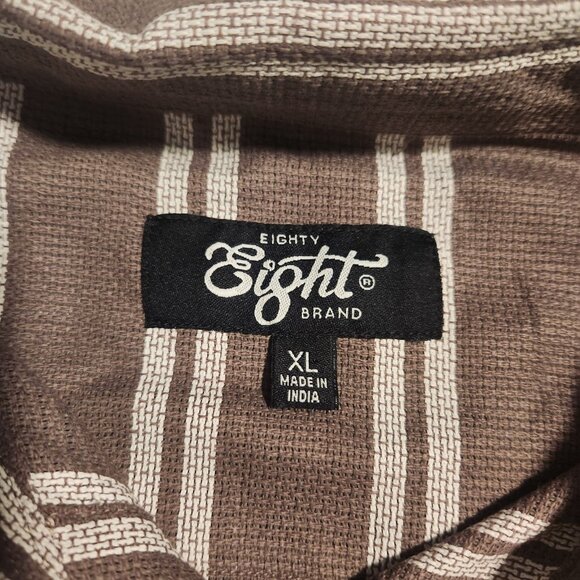 EIGHTY
Eight®
BRAND
XL
MADE IN
INDIA